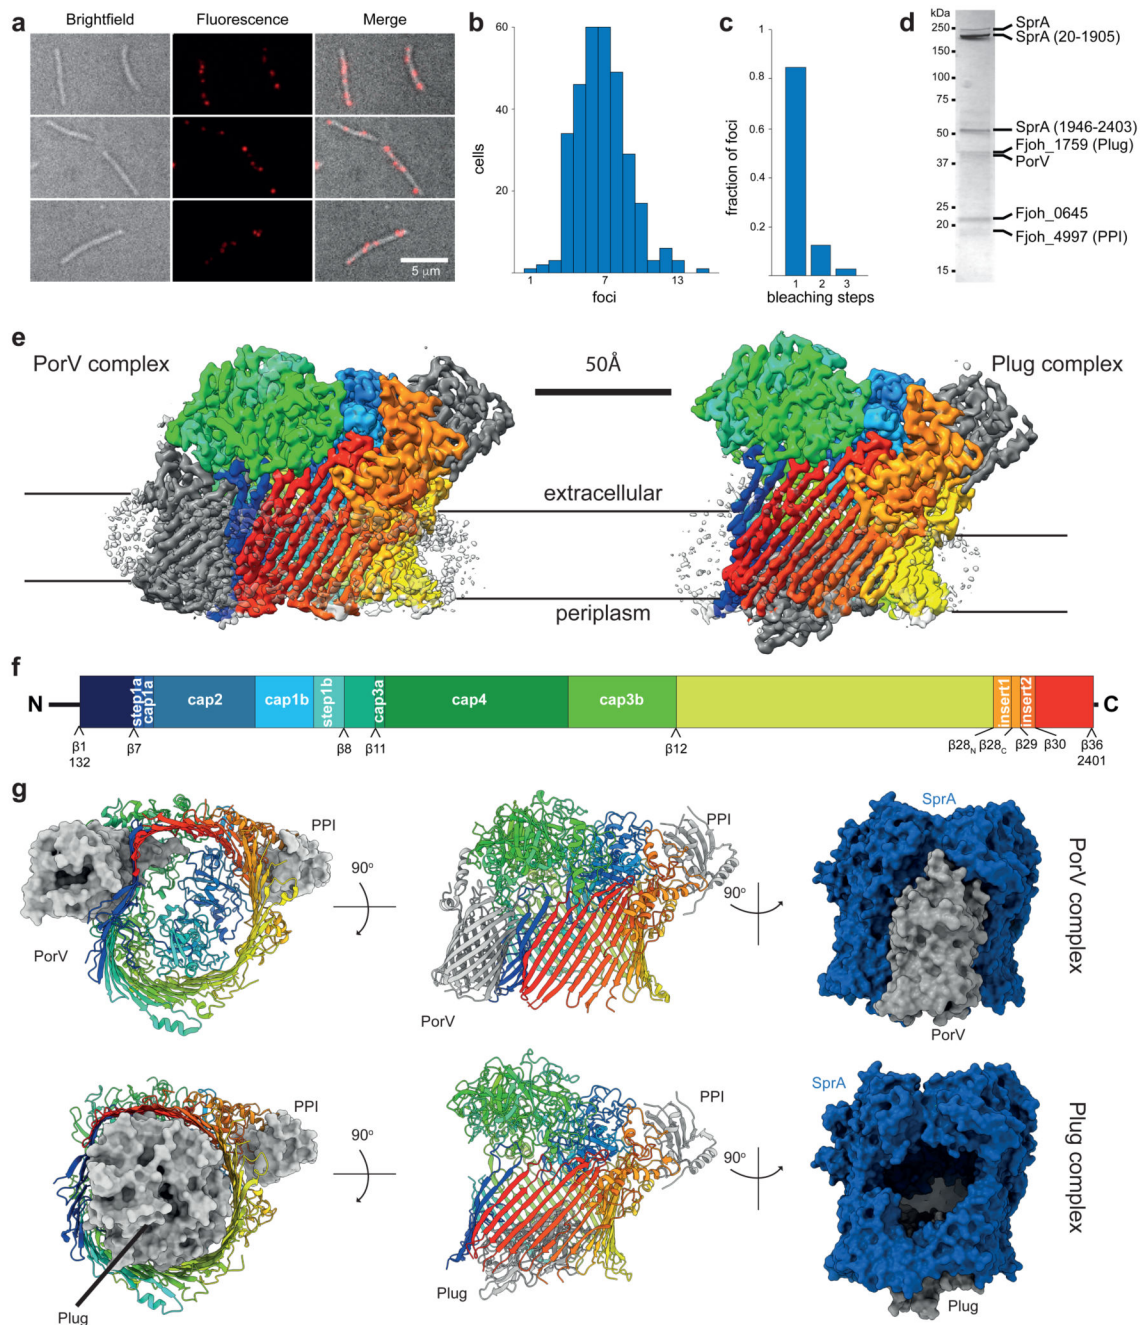 a
Brightfield
Fluorescence
Merge
5 μm
b
60
40
20
cells
1
7
13
foci
c
1
0.8
0.6
0.4
0.2
0
fraction of foci
1
2
3
bleaching steps
d
kDa
250
150
100
75
50
37
25
20
15
SprA
SprA (20-1905)
SprA (1946-2403)
Fjoh_1759 (Plug)
PorV
Fjoh_0645
Fjoh_4997 (PPI)
e
PorV complex
50Å
Plug complex
extracellular
periplasm
f
N
step1a
cap1a
cap2
cap1b
step1b
cap3a
cap4
cap3b
insert1
insert2
C
β1
132
β7
β8
β11
β12
β28N
β28C
β29
β30
β36
2401
g
PPI
PorV
90°
PPI
PorV
90°
SprA
PorV
PorV complex
PPI
Plug
90°
PPI
Plug
90°
SprA
Plug
Plug complex